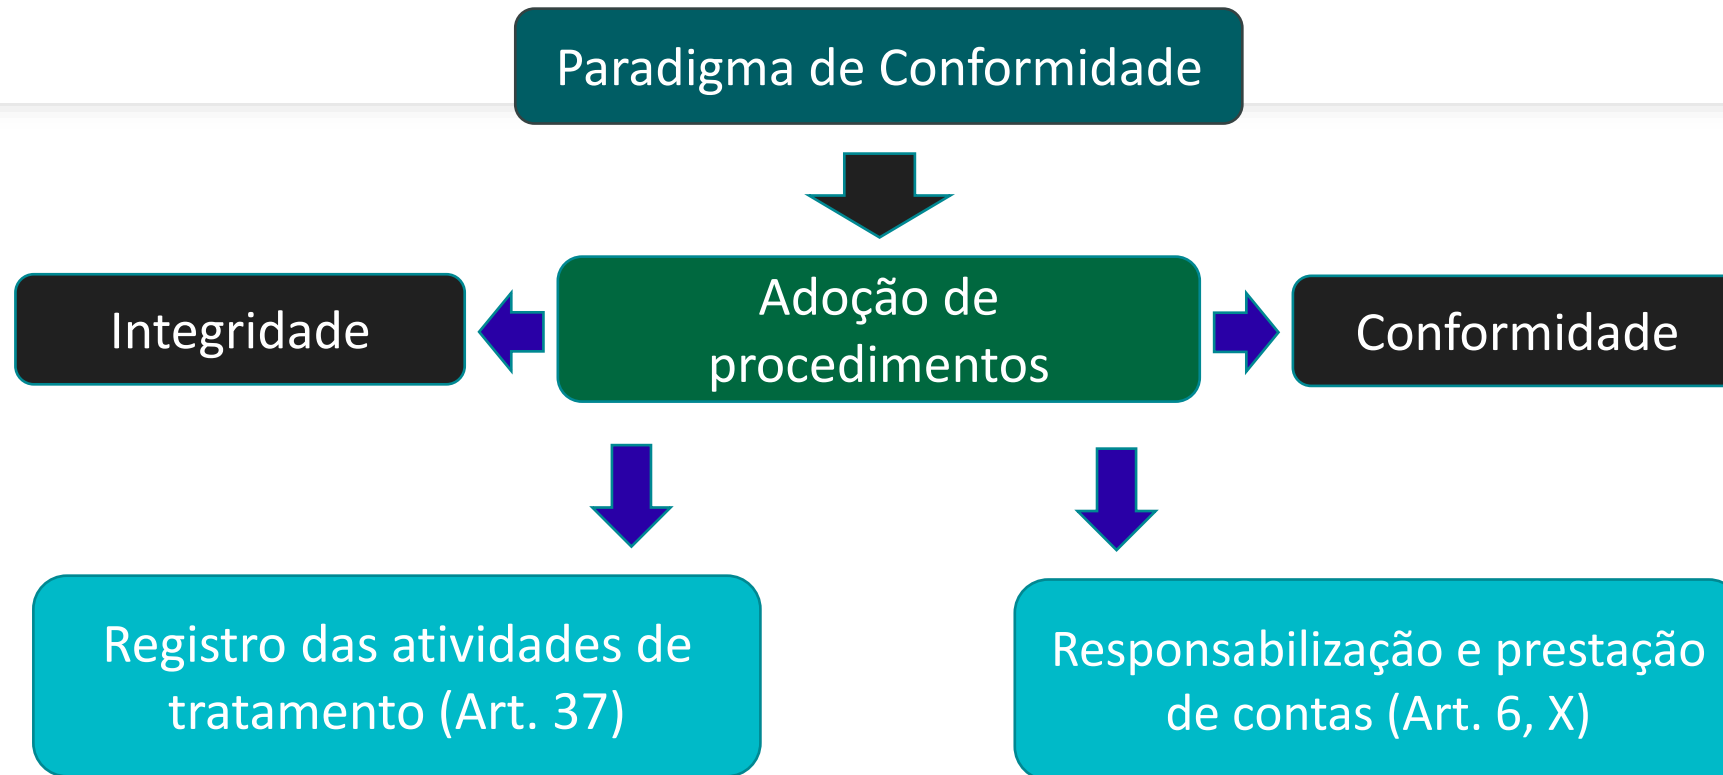 Paradigma de Conformidade
Integridade
Adoção de
procedimentos
Conformidade
Registro das atividades de
tratamento (Art. 37)
Responsabilização e prestação
de contas (Art. 6, X)